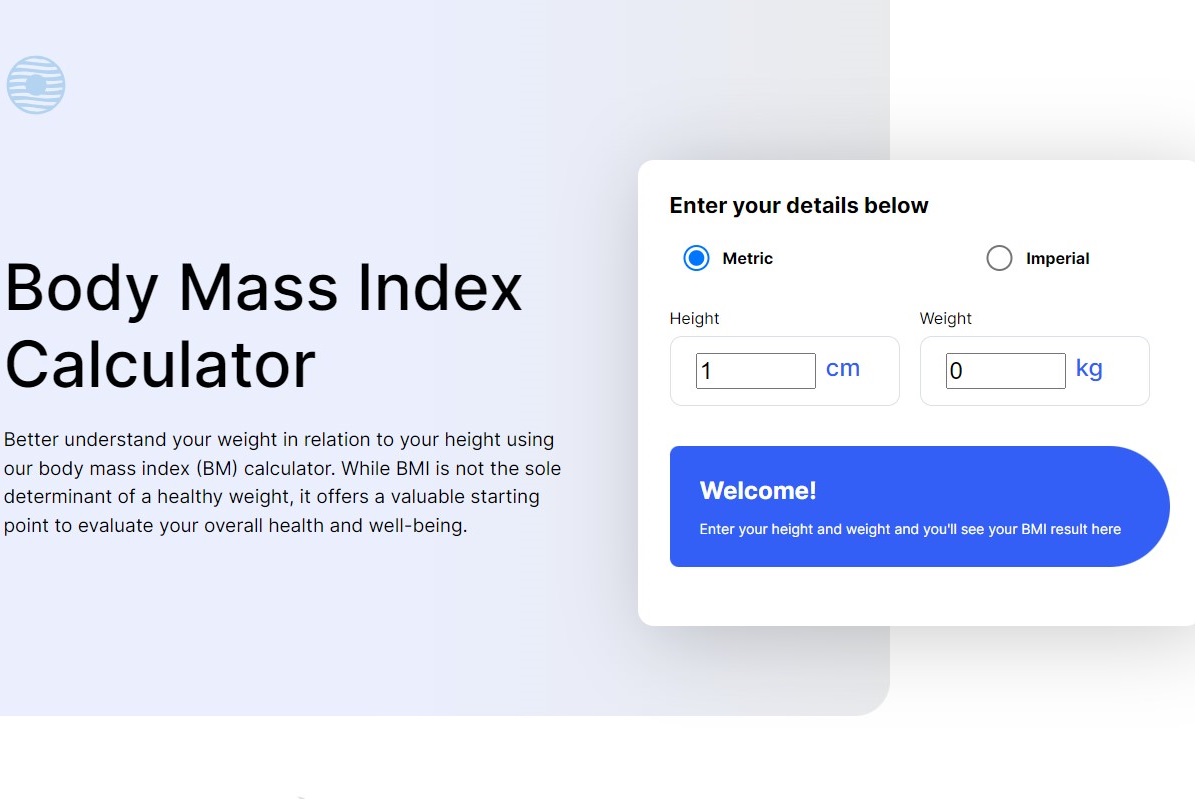 Body Mass Index
Calculator
Better understand your weight in relation to your height using
our body mass index (BM) calculator. While BMI is not the sole
determinant of a healthy weight, it offers a valuable starting
point to evaluate your overall health and well-being.
Enter your details below
Metric Imperial
Height Weight
1 cm 0 kg
Welcome!
Enter your height and weight and you'll see your BMI result here